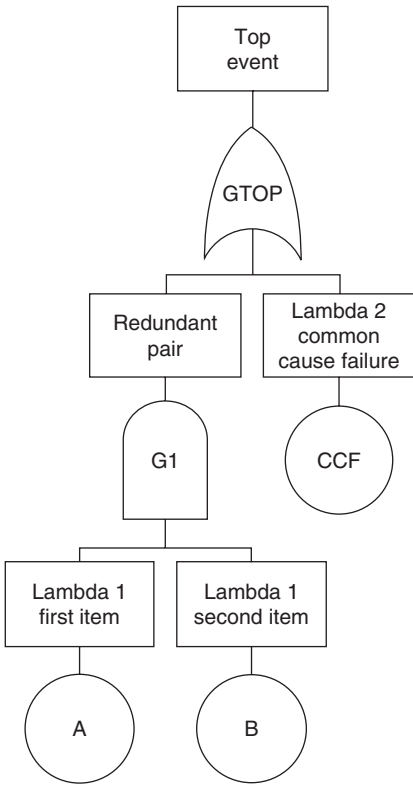 Top
event
GTOP
Redundant
pair
Lambda 2
common
cause failure
G1
CCF
Lambda 1
first item
Lambda 1
second item
A
B